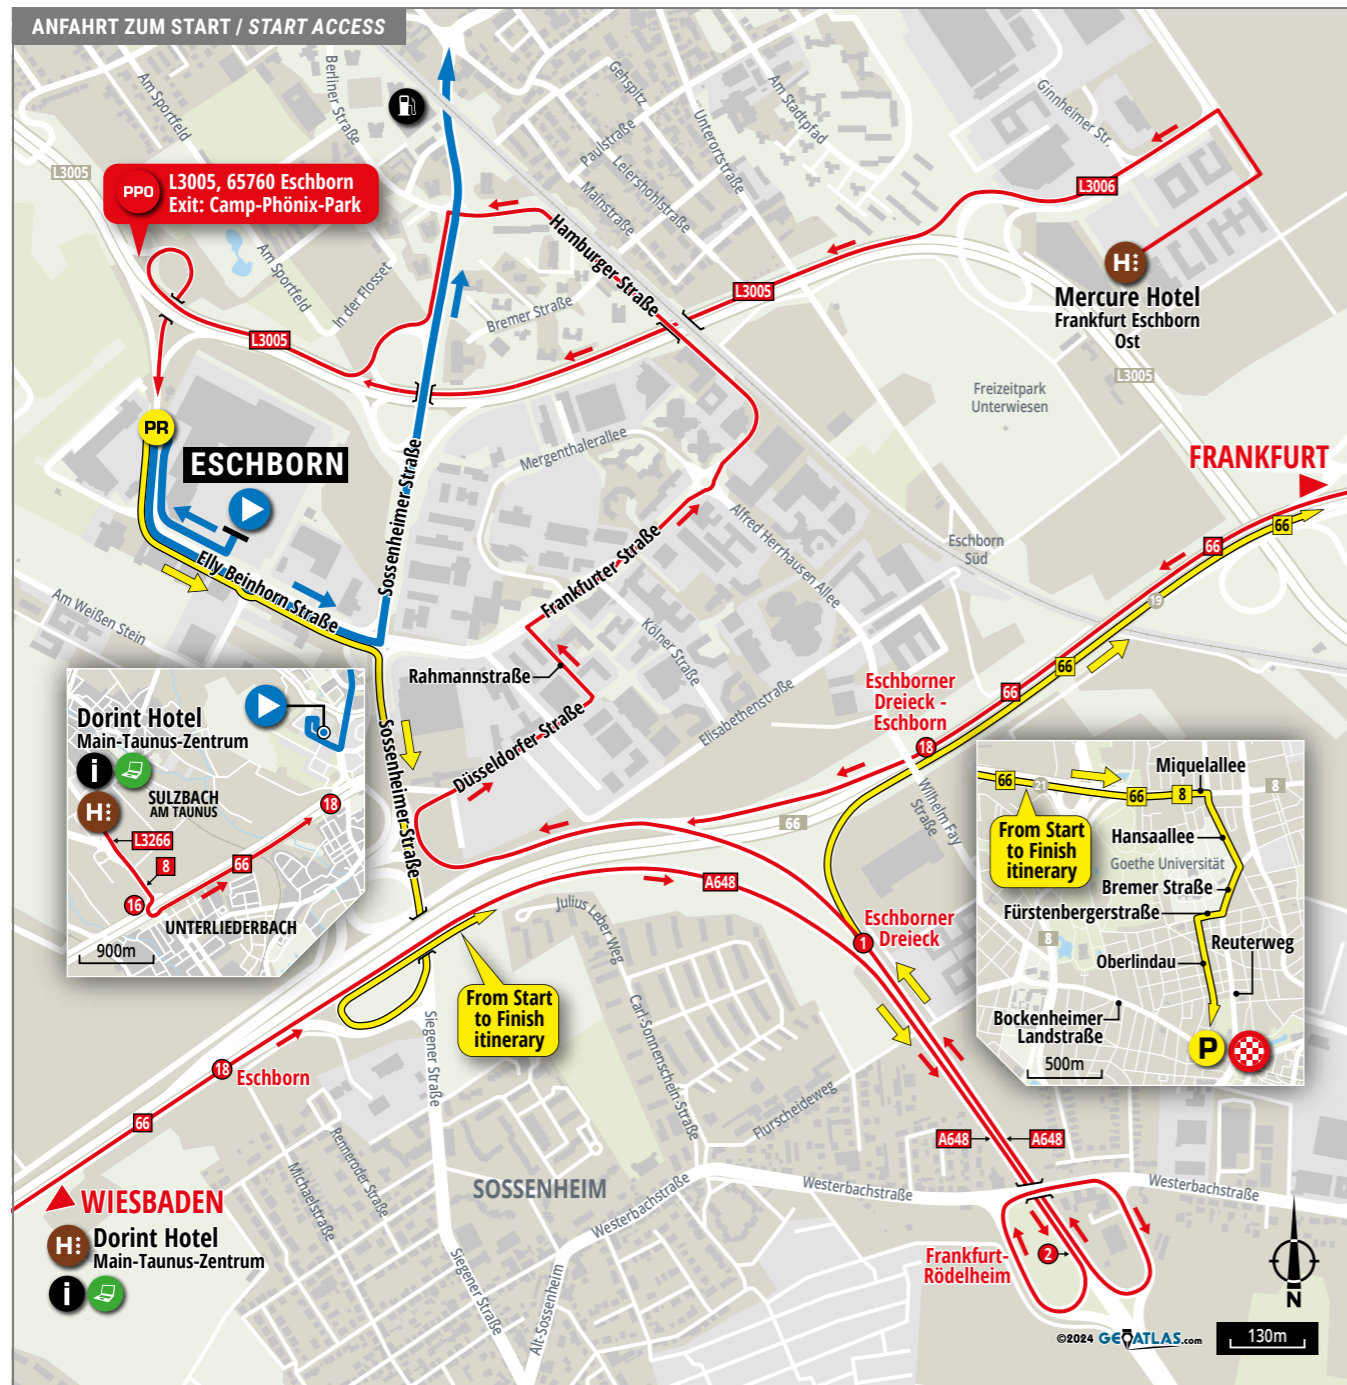 ANFAHRT ZUM START / START ACCESS
L3005
PPO
L3005, 65760 Eschborn
Exit: Camp-Phönix-Park
Am Sportfeld
Berliner Straße
Gehspitz
Paulstraße
Leiershohlstraße
Mainstraße
Unterortstraße
Am Stadtpfad
Ginnheimer Str.
L3006
Hamburger Straße
Am Sportfeld
In der Flosset
Bremer Straße
L3005
L3005
H
Mercure Hotel
Frankfurt Eschborn
Ost
L3005
Freizeitpark
Unterwiesen
PR
ESCHBORN
Mergenthalerallee
Sossenheimer Straße
Elly Beinhorn Straße
Frankfurter Straße
Alfred Herrhausen Allee
Eschborn
Süd
FRANKFURT
66
66
19
66
66
Am Weißen Stein
Kölner Straße
Rahmannstraße
Elisabethenstraße
Düsseldorfer Straße
Sossenheimer Straße
Eschborner
Dreieck -
Eschborn
18
Wilhelm Fay
Straße
66
Dorint Hotel
Main-Taunus-Zentrum
i
H
SULZBACH
AM TAUNUS
L3266
8
66
18
16
UNTERLIEDERBACH
900m
A648
Eschborner
Dreieck
1
Julius Leber Weg
Carl-Sonnenschein-Straße
From Start
to Finish
itinerary
66
21
66
8
8
Miquelallee
From Start
to Finish
itinerary
Hansaallee
Goethe Universität
Bremer Straße
Fürstenbergerstraße
8
Reuterweg
Oberlindau
Bockenheimer
Landstraße
500m
P
18
Eschborn
66
Siegener Straße
Rennerroder Straße
Michaelstraße
Flurscheideweg
A648
A648
SOSSENHEIM
Westerbachstraße
Westerbachstraße
Westerbachstraße
WIESBADEN
H
Dorint Hotel
Main-Taunus-Zentrum
i
Siegener Straße
Alt-Sossenheim
Frankfurt-
Rödelheim
2
N
©2024 GEOATLAS.com
130m